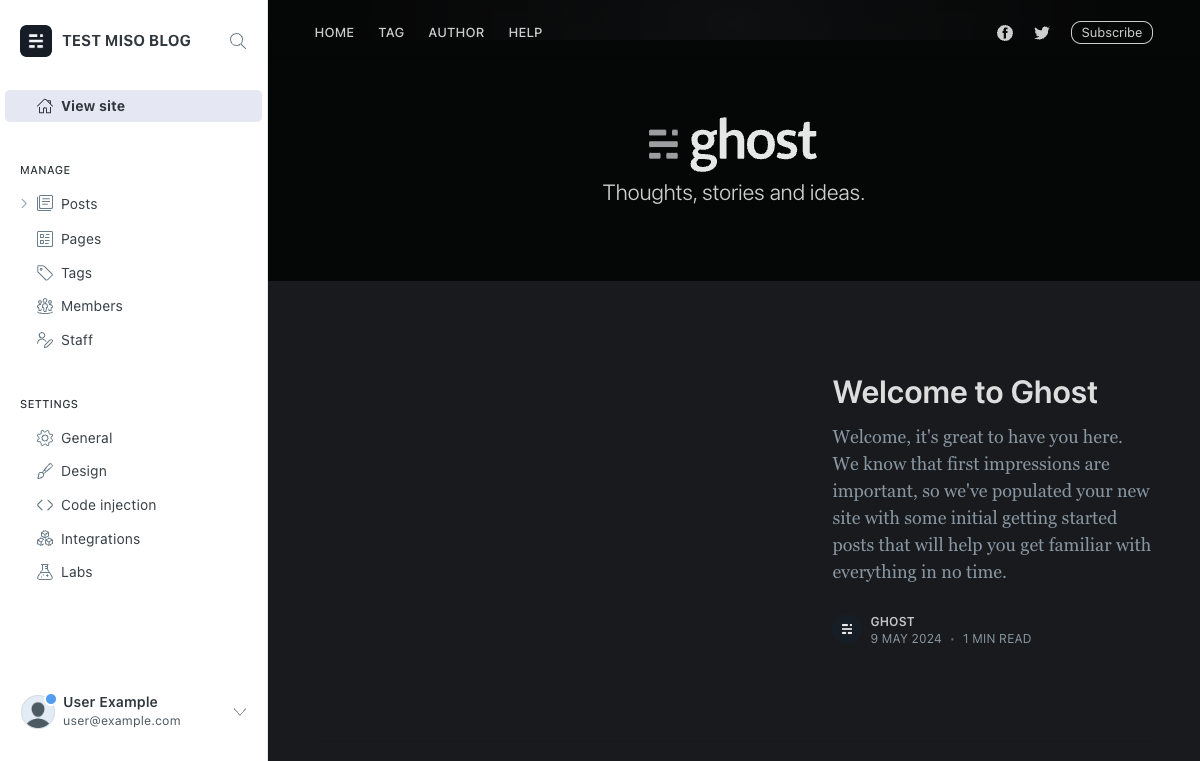 TEST MISO BLOG
View site
MANAGE
Posts
Pages
Tags
Members
Staff
SETTINGS
General
Design
Code injection
Integrations
Labs
User Example
user@example.com
HOME TAG AUTHOR HELP Subscribe
ghost
Thoughts, stories and ideas.
Welcome to Ghost
Welcome, it's great to have you here.
We know that first impressions are
important, so we've populated your new
site with some initial getting started
posts that will help you get familiar with
everything in no time.
GHOST
9 MAY 2024 • 1 MIN READ